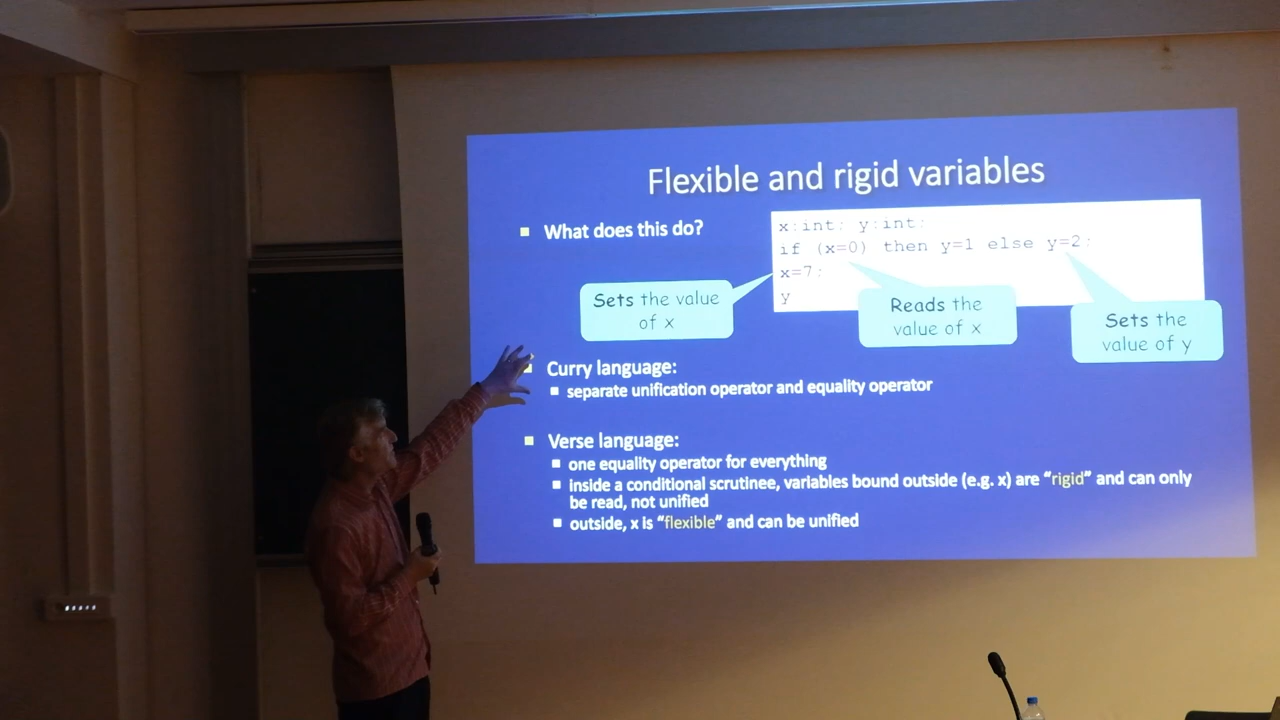 Flexible and rigid variables
What does this do?
x:int; y:int;
if (x=0) then y=1 else y=2;
x=7;
y
Sets the value
of x
Reads the
value of x
Sets the
value of y
Curry language:
separate unification operator and equality operator
Verse language:
one equality operator for everything
inside a conditional scrutinee, variables bound outside (e.g. x) are “rigid” and can only
be read, not unified
outside, x is “flexible” and can be unified